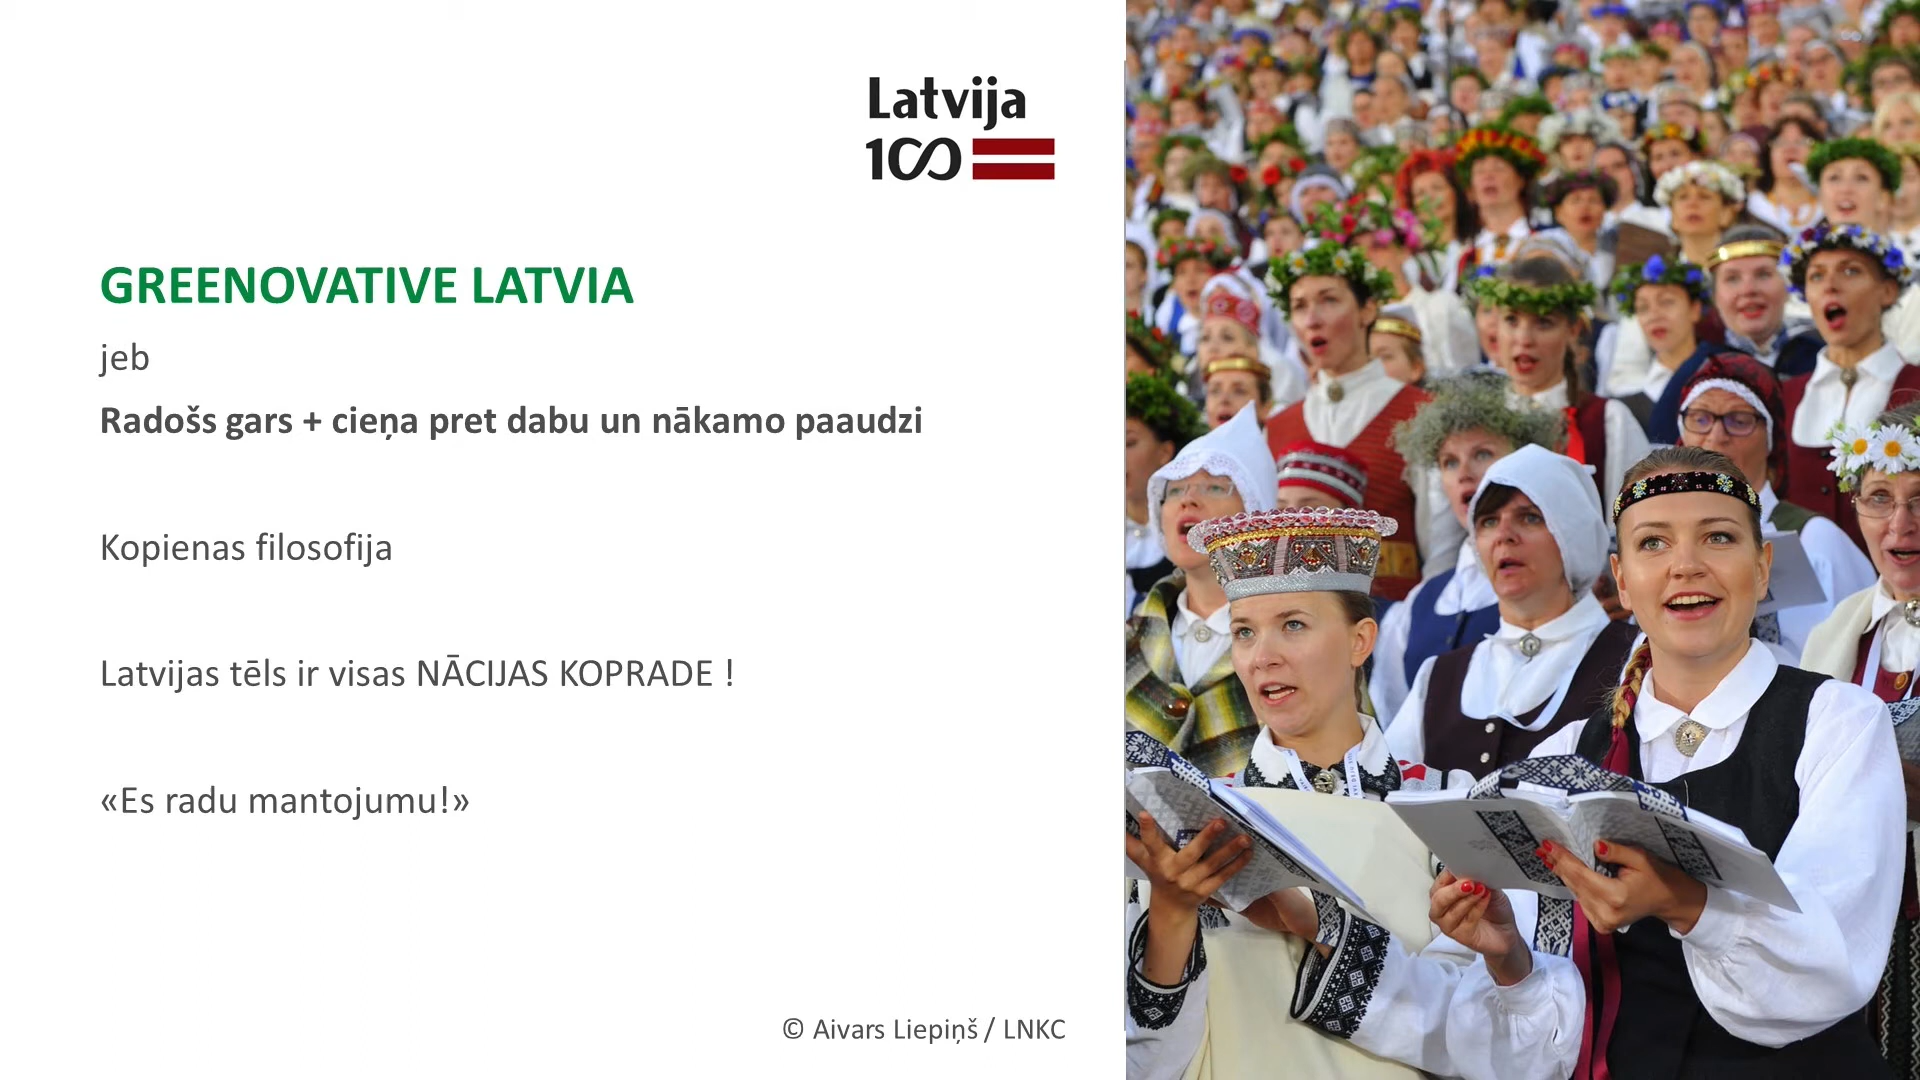 Latvija
100
GREENOVATIVE LATVIA
jeb
Radošs gars + cieņa pret dabu un nākamo paaudzi
Kopienas filosofija
Latvijas tēls ir visas NĀCIJAS KOPRADE !
«Es radu mantojumu!»
© Aivars Liepiņš / LNKC